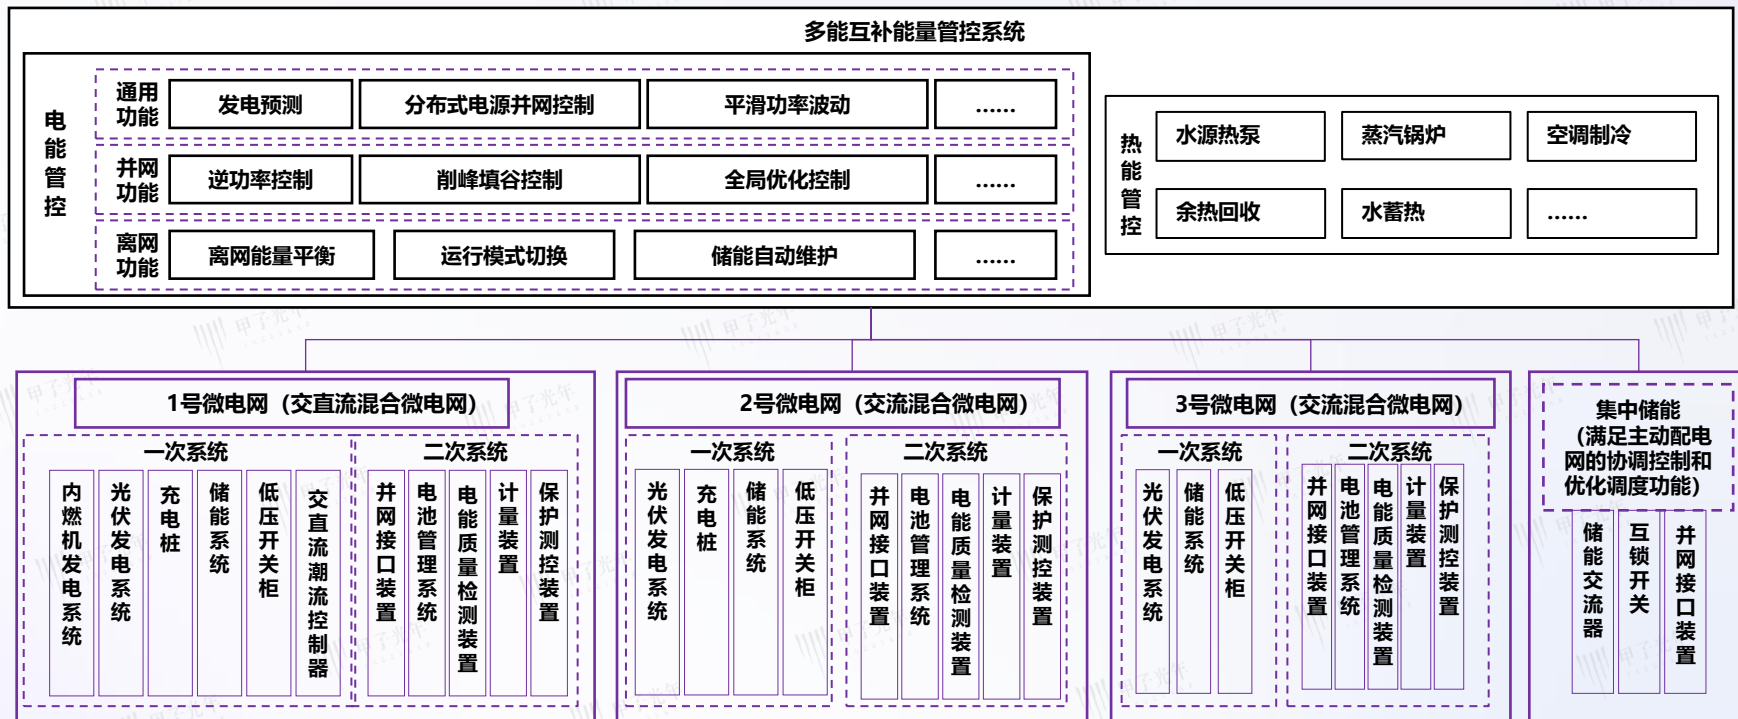 多能互补能量管控系统
电能管控
通用
功能
发电预测
分布式电源并网控制
平滑功率波动
......
并网
功能
逆功率控制
削峰填谷控制
全局优化控制
......
离网
功能
离网能量平衡
运行模式切换
储能自动维护
......
热能管控
水源热泵
蒸汽锅炉
空调制冷
余热回收
水蓄热
......
1号微电网（交直流混合微电网）
一次系统
内燃机发电系统
光伏发电系统
充电桩
储能系统
低压开关柜
交直流潮流控制器
二次系统
并网接口装置
电池管理系统
电能质量检测装置
计量装置
保护测控装置
2号微电网（交流混合微电网）
一次系统
光伏发电系统
充电桩
储能系统
低压开关柜
二次系统
并网接口装置
电池管理系统
电能质量检测装置
计量装置
保护测控装置
3号微电网（交流混合微电网）
一次系统
光伏发电系统
储能系统
低压开关柜
二次系统
并网接口装置
电池管理系统
电能质量检测装置
计量装置
保护测控装置
集中储能
（满足主动配电
网的协调控制和
优化调度功能）
储能交流器
互锁开关
并网接口装置
甲子光年